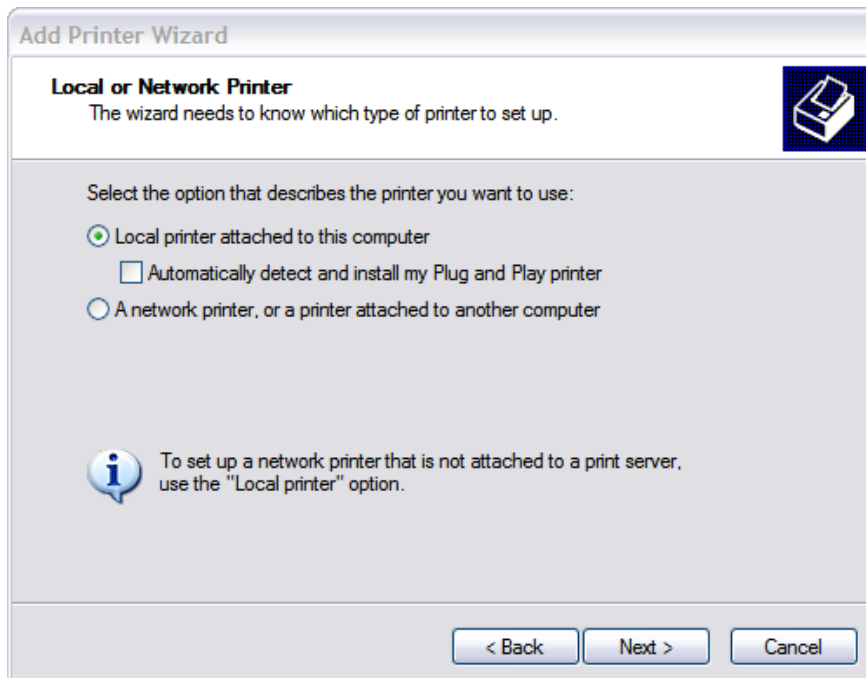 Add Printer Wizard
Local or Network Printer
The wizard needs to know which type of printer to set up.
Select the option that describes the printer you want to use:
Local printer attached to this computer
Automatically detect and install my Plug and Play printer
A network printer, or a printer attached to another computer
To set up a network printer that is not attached to a print server,
use the "Local printer" option.
< Back Next > Cancel